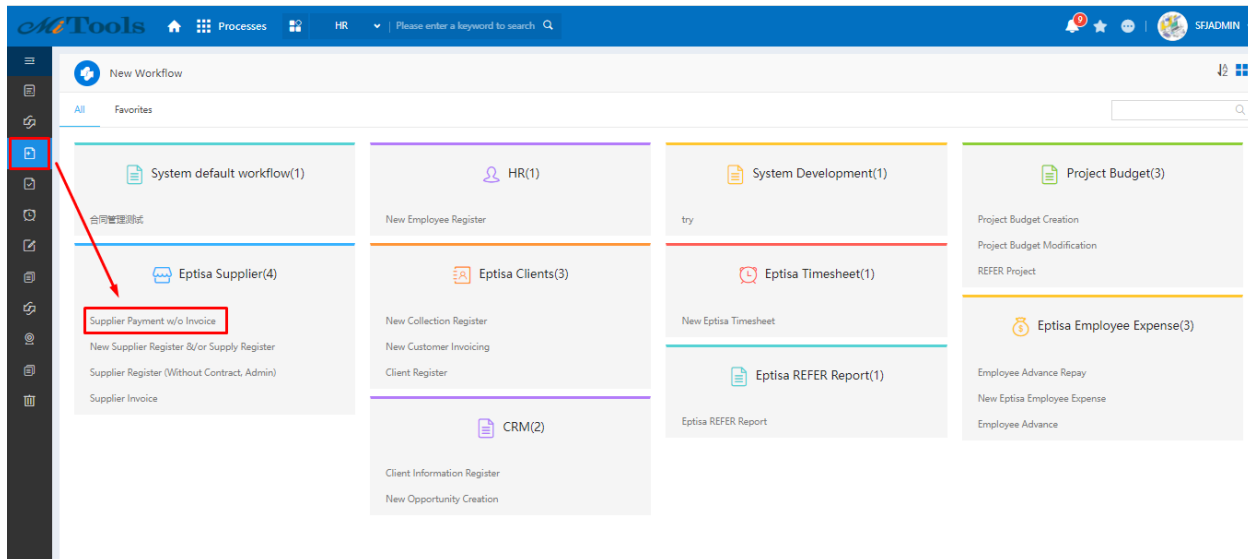 MiTools
Processes
HR
Please enter a keyword to search
9
SFJADMIN
New Workflow
All
Favorites
System default workflow(1)
合同管理测试
HR(1)
New Employee Register
System Development(1)
try
Project Budget(3)
Project Budget Creation
Project Budget Modification
REFER Project
Eptisa Supplier(4)
Supplier Payment w/o Invoice
New Supplier Register &/or Supply Register
Supplier Register (Without Contract, Admin)
Supplier Invoice
Eptisa Clients(3)
New Collection Register
New Customer Invoicing
Client Register
Eptisa Timesheet(1)
New Eptisa Timesheet
Eptisa Employee Expense(3)
Employee Advance Repay
New Eptisa Employee Expense
Employee Advance
Eptisa REFER Report(1)
Eptisa REFER Report
CRM(2)
Client Information Register
New Opportunity Creation